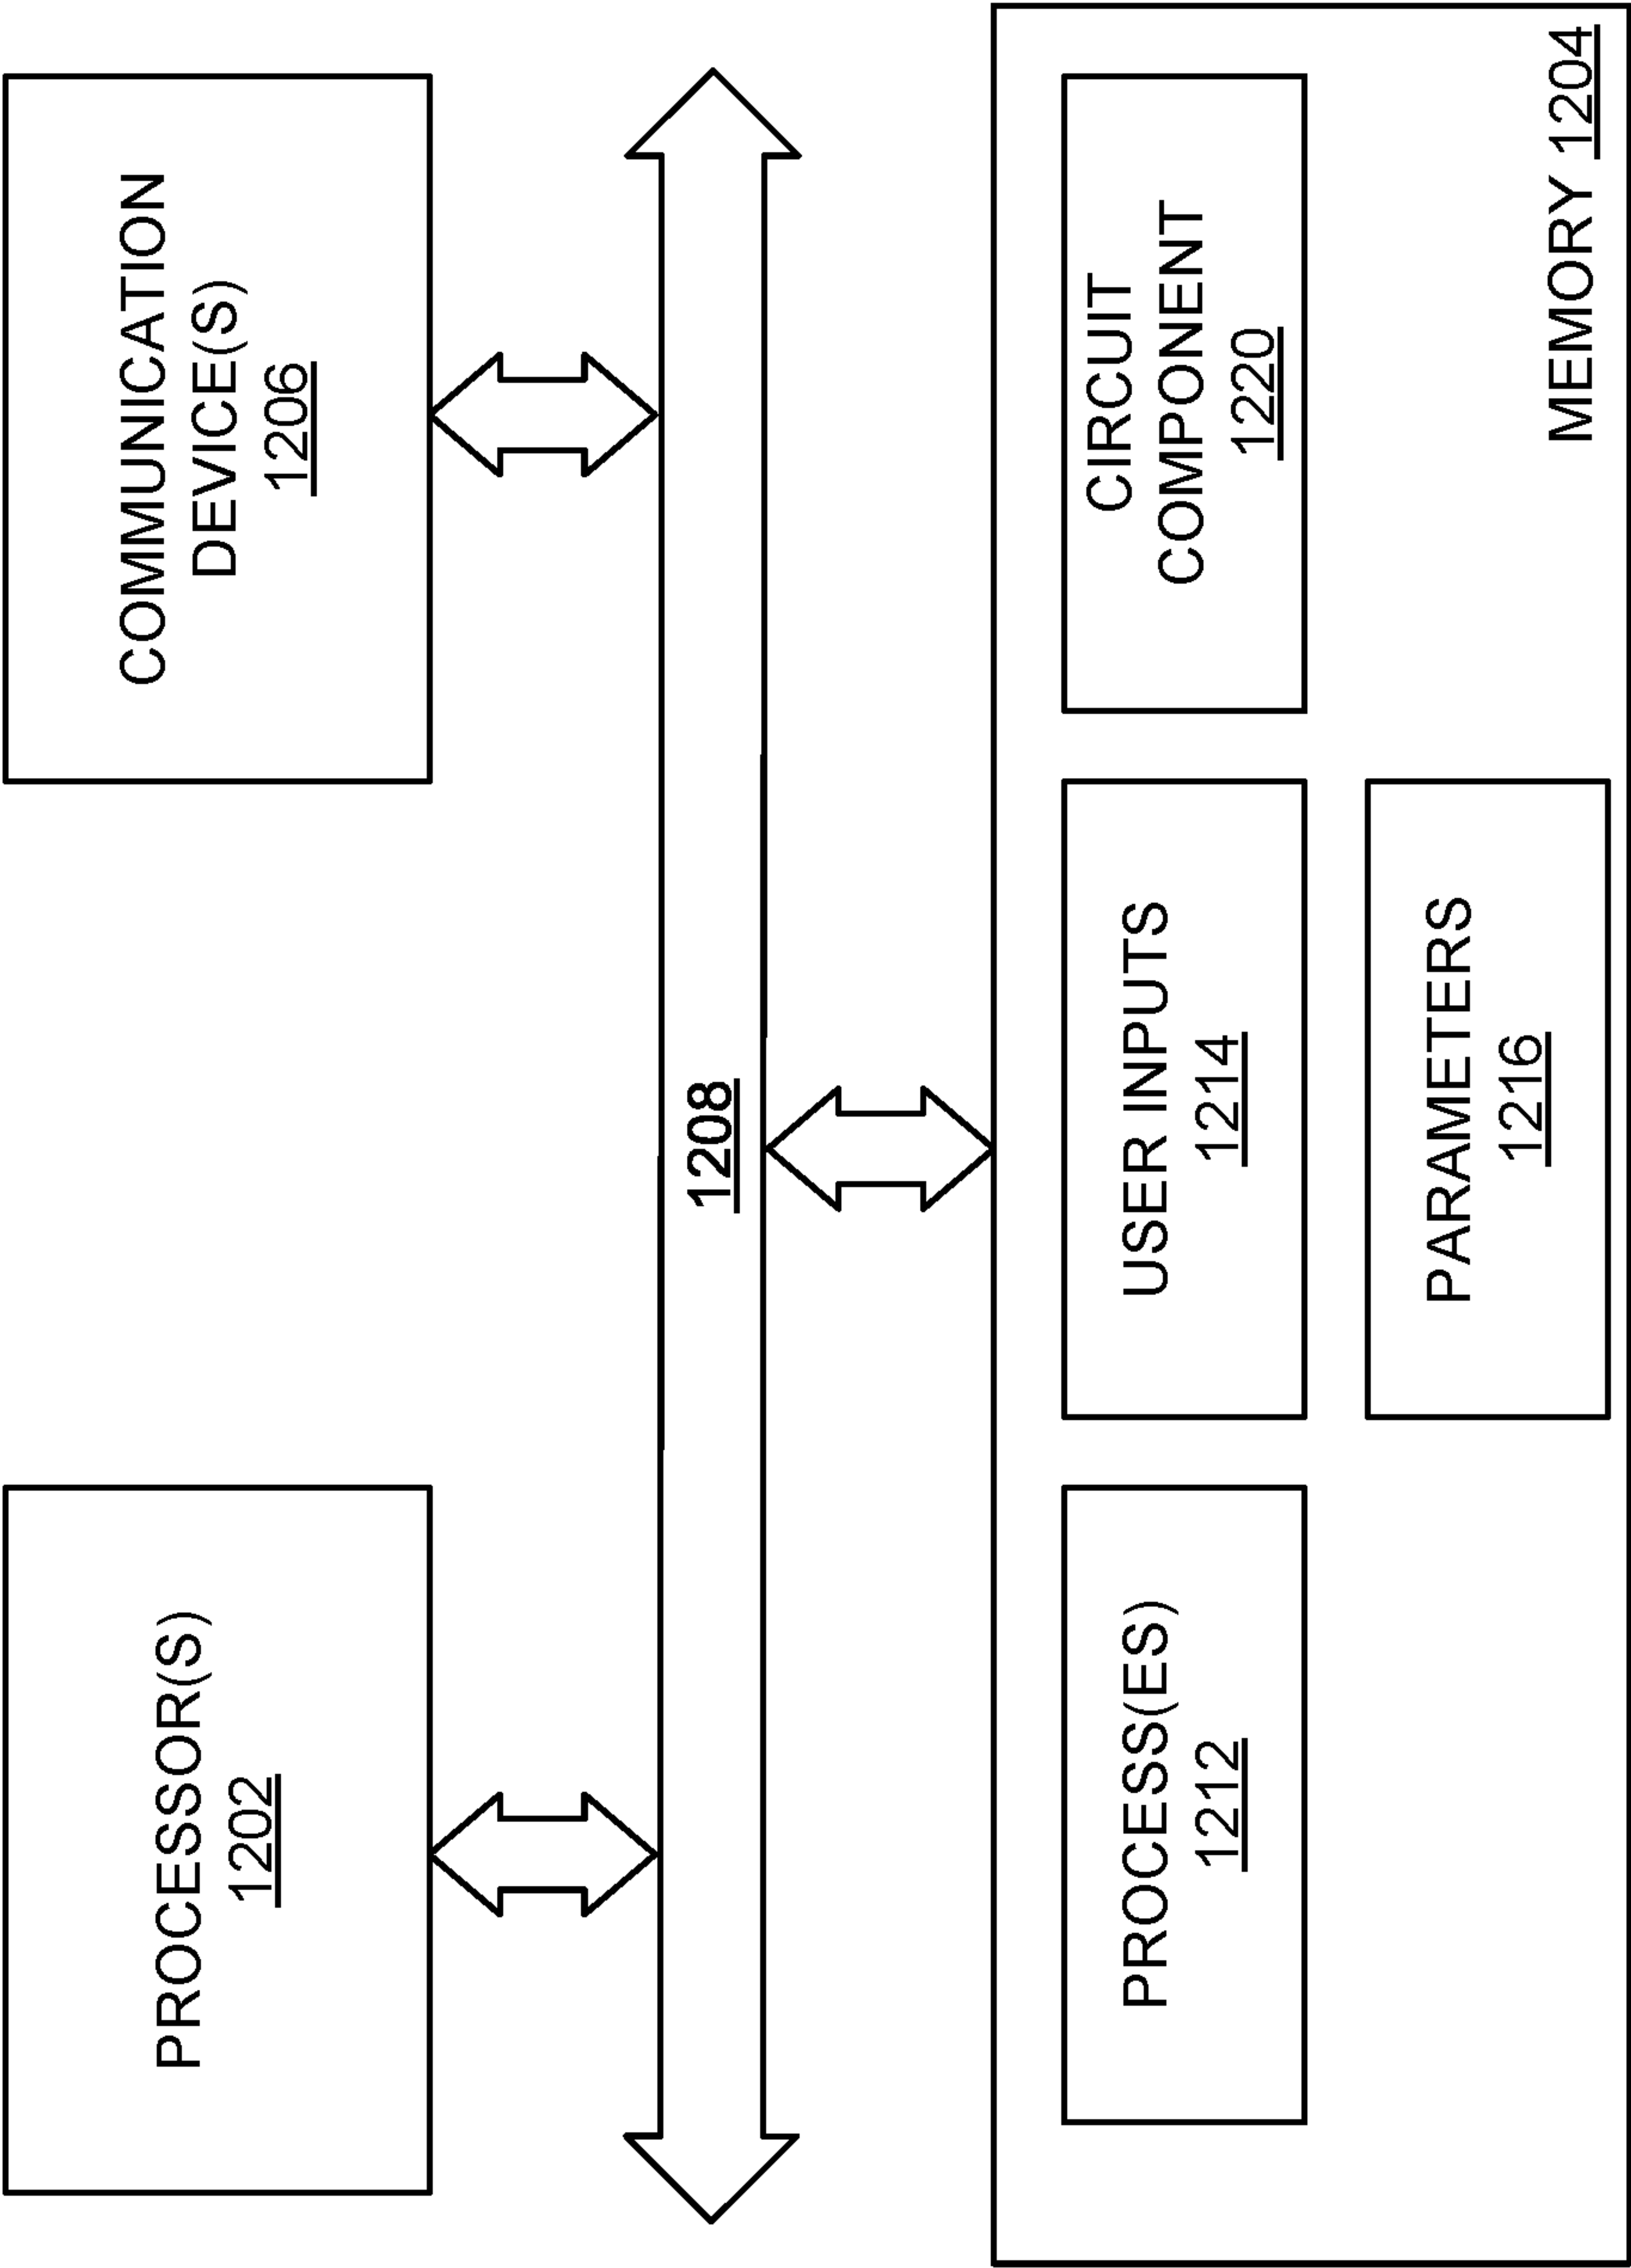 PROCESSOR(S)
1202
COMMUNICATION
DEVICE(S)
1206
1208
PROCESS(ES)
1212
USER INPUTS
1214
CIRCUIT
COMPONENT
1220
PARAMETERS
1216
MEMORY 1204